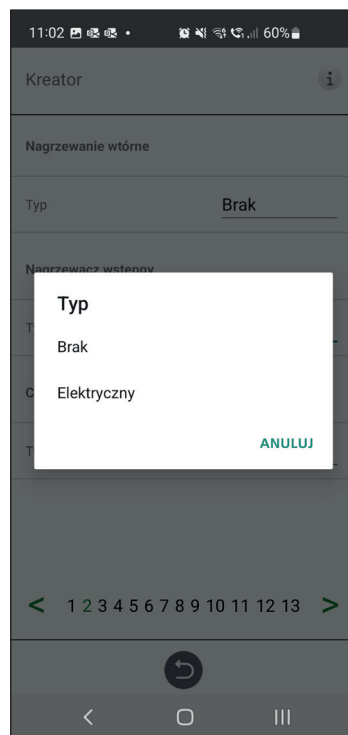 11:02 60%
Kreator i
Nagrzewanie wtórne
Typ Brak
Nagrzewacz wstępny
Typ
Brak
Elektryczny
ANULUJ
< 1 2 3 4 5 6 7 8 9 10 11 12 13 >